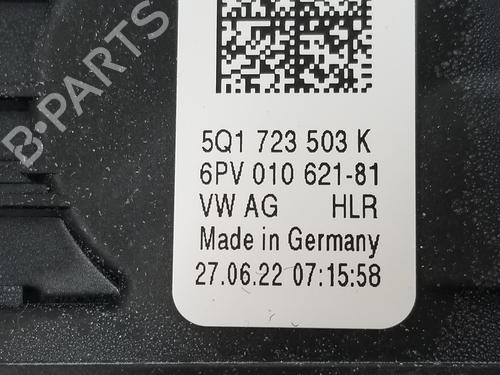 B-PARTS
5Q1 723 503 K
6PV 010 621-81
VW AG HLR
Made in Germany
27.06.22 07:15:58